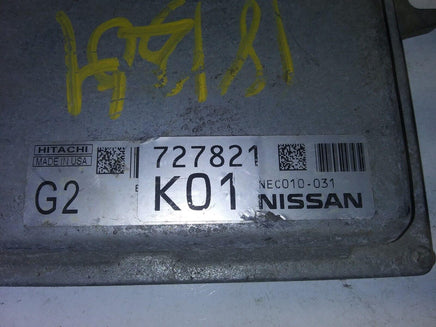 HITACHI
MADE IN USA
G2
727821
K01
NEC010-031
NISSAN